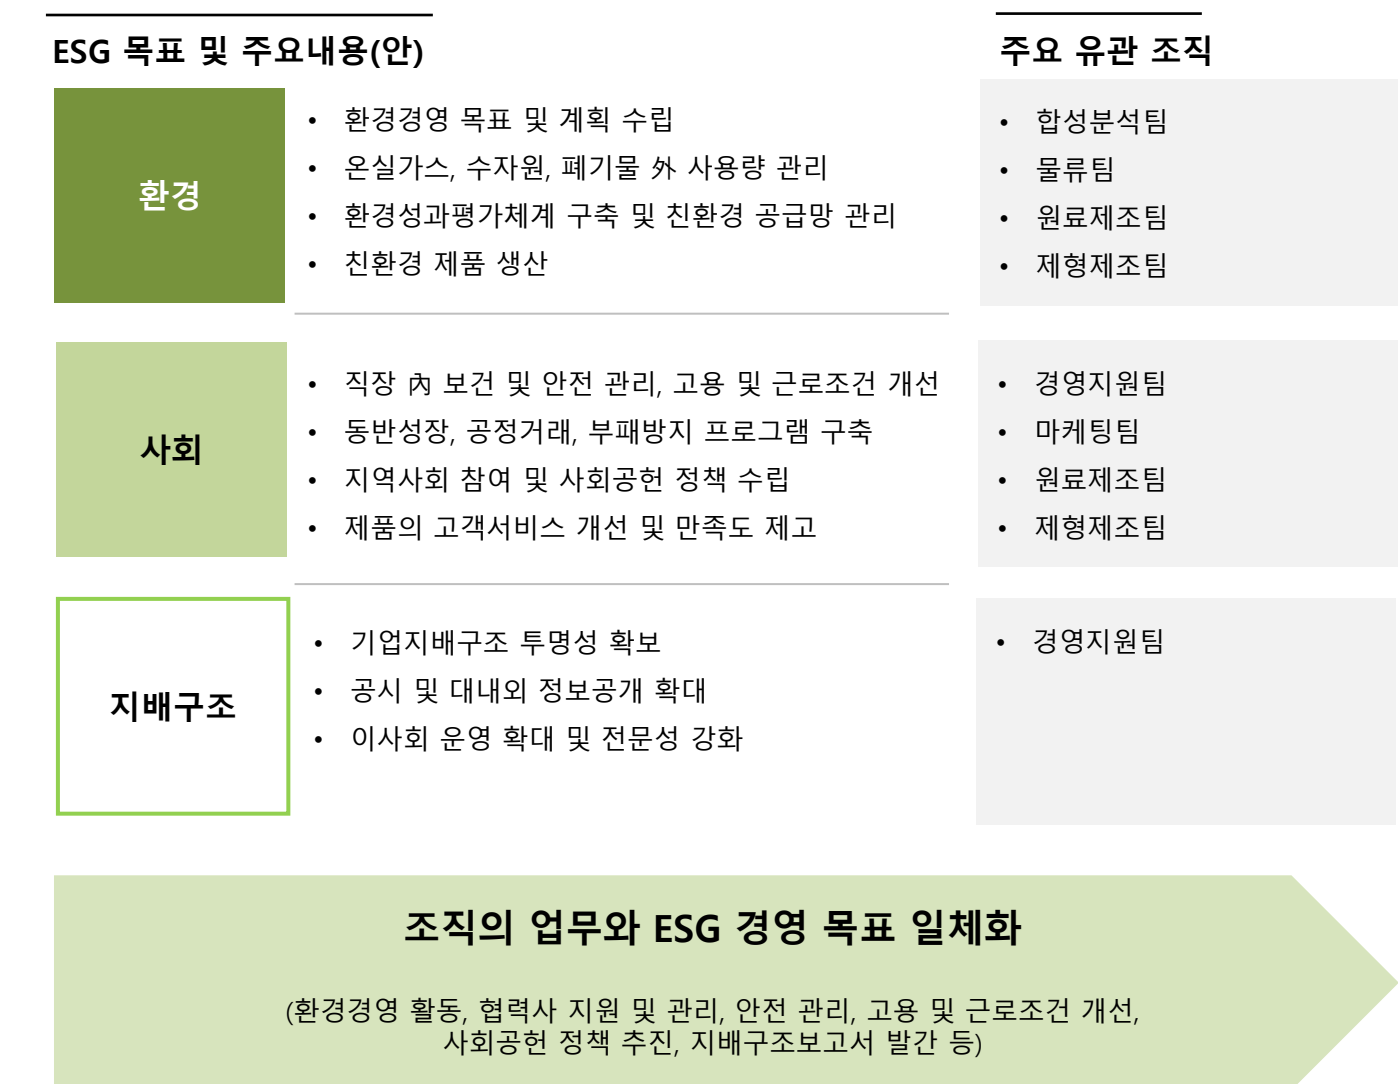 ESG 목표 및 주요내용(안)
주요 유관 조직
환경
• 환경경영 목표 및 계획 수립
• 온실가스, 수자원, 폐기물 外 사용량 관리
• 환경성과평가체계 구축 및 친환경 공급망 관리
• 친환경 제품 생산
• 합성분석팀
• 물류팀
• 원료제조팀
• 제형제조팀
사회
• 직장 內 보건 및 안전 관리, 고용 및 근로조건 개선
• 동반성장, 공정거래, 부패방지 프로그램 구축
• 지역사회 참여 및 사회공헌 정책 수립
• 제품의 고객서비스 개선 및 만족도 제고
• 경영지원팀
• 마케팅팀
• 원료제조팀
• 제형제조팀
지배구조
• 기업지배구조 투명성 확보
• 공시 및 대내외 정보공개 확대
• 이사회 운영 확대 및 전문성 강화
• 경영지원팀
조직의 업무와 ESG 경영 목표 일체화
(환경경영 활동, 협력사 지원 및 관리, 안전 관리, 고용 및 근로조건 개선,
사회공헌 정책 추진, 지배구조보고서 발간 등)